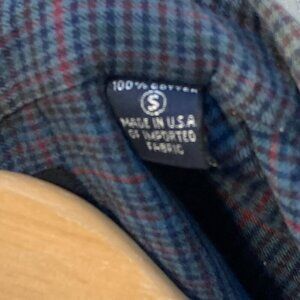 100% COTTON
S
MADE IN U.S.A
OF IMPORTED
FABRIC